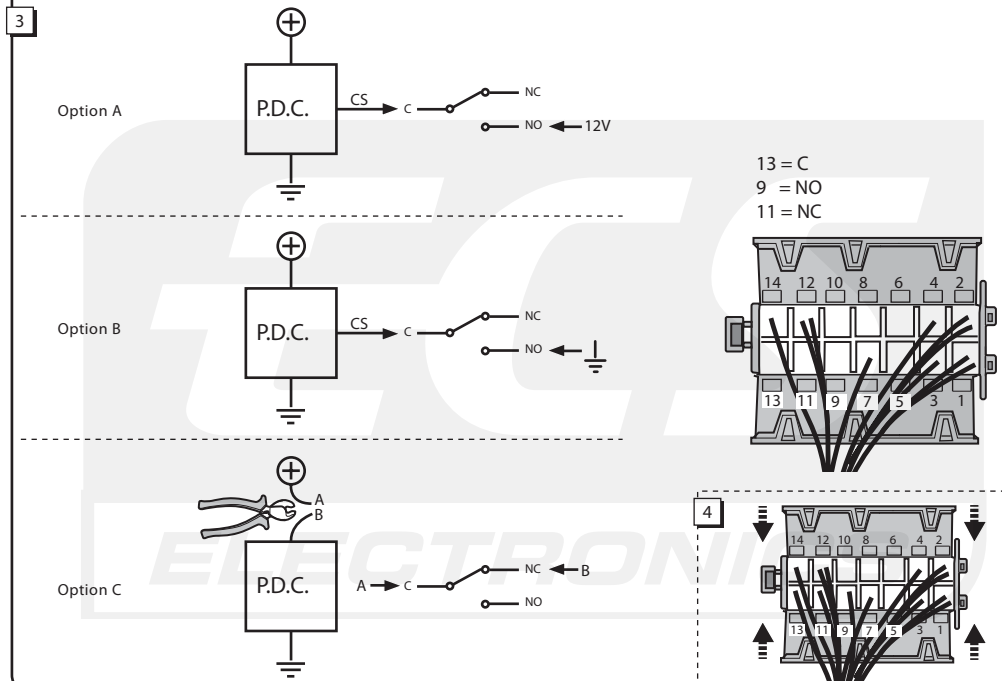 3
Option A
P.D.C.
CS
C
NC
NO
12V
Option B
P.D.C.
CS
C
NC
NO
Option C
A
B
P.D.C.
A
C
NC
B
NO
13 = C
9 = NO
11 = NC
14 12 10 8 6 4 2
13 11 9 7 5 3 1
4
14 12 10 8 6 4 2
13 11 9 7 5 3 1
ECS
ELECTRONICS